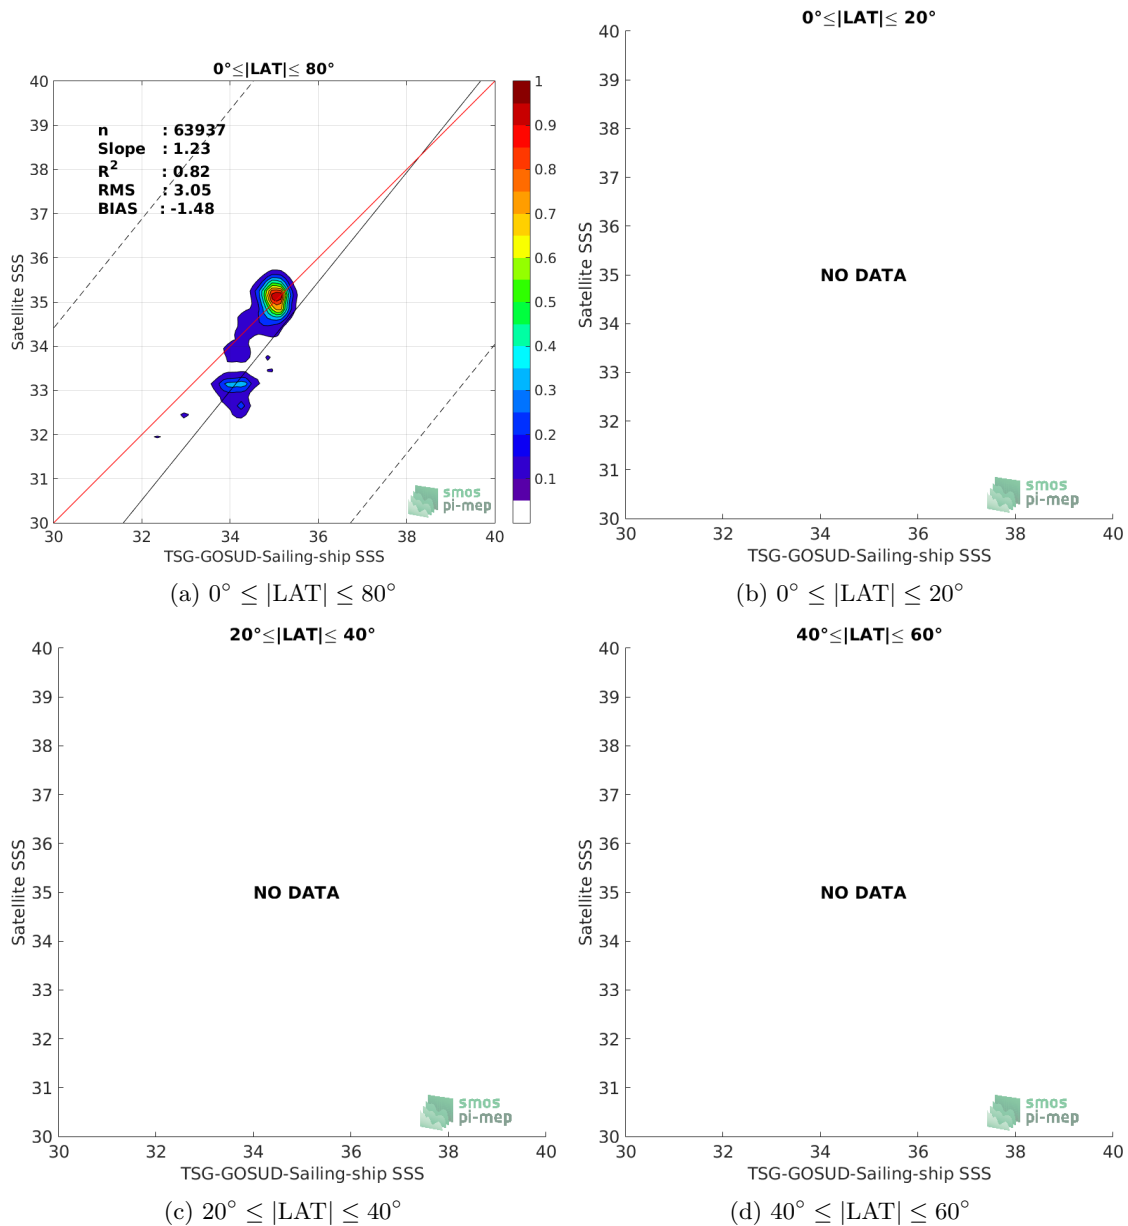 0°≤|LAT|≤ 80°
40
39
38
37
36
35
34
33
32
31
30
Satellite SSS
n : 63937
Slope : 1.23
R² : 0.82
RMS : 3.05
BIAS : -1.48
smos
pi-mep
30 32 34 36 38 40
TSG-GOSUD-Sailing-ship SSS
1
0.9
0.8
0.7
0.6
0.5
0.4
0.3
0.2
0.1
(a) 0° ≤ |LAT| ≤ 80°
0°≤|LAT|≤ 20°
40
39
38
37
36
35
34
33
32
31
30
Satellite SSS
NO DATA
smos
pi-mep
30 32 34 36 38 40
TSG-GOSUD-Sailing-ship SSS
(b) 0° ≤ |LAT| ≤ 20°
20°≤|LAT|≤ 40°
40
39
38
37
36
35
34
33
32
31
30
Satellite SSS
NO DATA
smos
pi-mep
30 32 34 36 38 40
TSG-GOSUD-Sailing-ship SSS
(c) 20° ≤ |LAT| ≤ 40°
40°≤|LAT|≤ 60°
40
39
38
37
36
35
34
33
32
31
30
Satellite SSS
NO DATA
smos
pi-mep
30 32 34 36 38 40
TSG-GOSUD-Sailing-ship SSS
(d) 40° ≤ |LAT| ≤ 60°